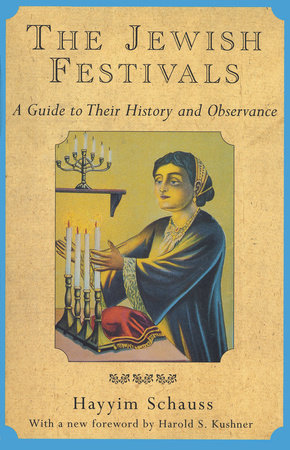 THE JEWISH
FESTIVALS
A Guide to Their History and Observance
Hayyim Schauss
With a new foreword by Harold S. Kushner